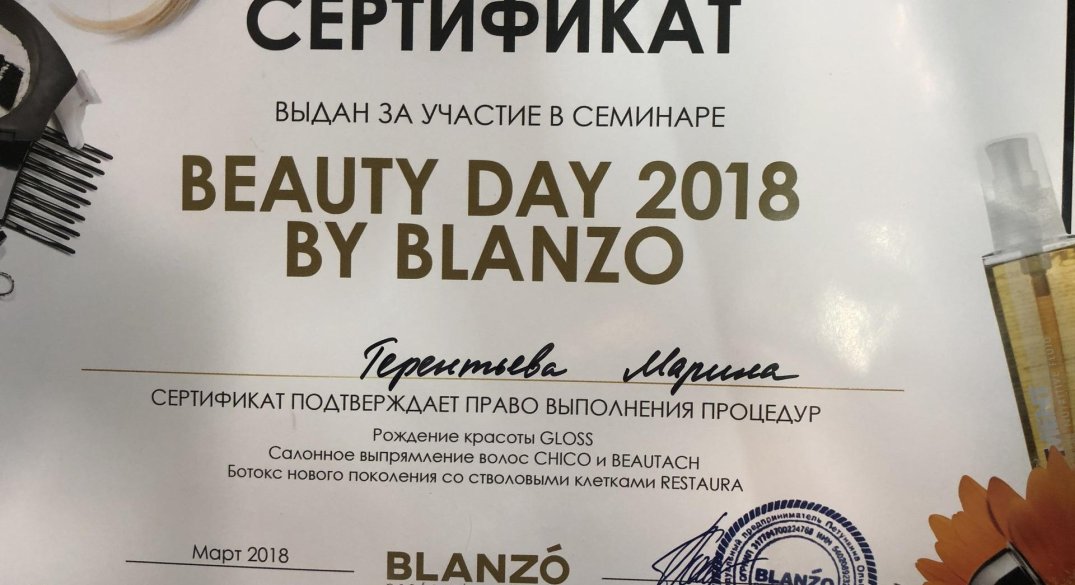 СЕРТИФИКАТ
ВЫДАН ЗА УЧАСТИЕ В СЕМИНАРЕ
BEAUTY DAY 2018
BY BLANZO
Терентьева Марина
СЕРТИФИКАТ ПОДТВЕРЖДАЕТ ПРАВО ВЫПОЛНЕНИЯ ПРОЦЕДУР
Рождение красоты GLOSS
Салонное выпрямление волос CHICO и BEAUTACH
Ботокс нового поколения со стволовыми клетками RESTAURA
Март 2018
BLANZÓ
BLANZÓ